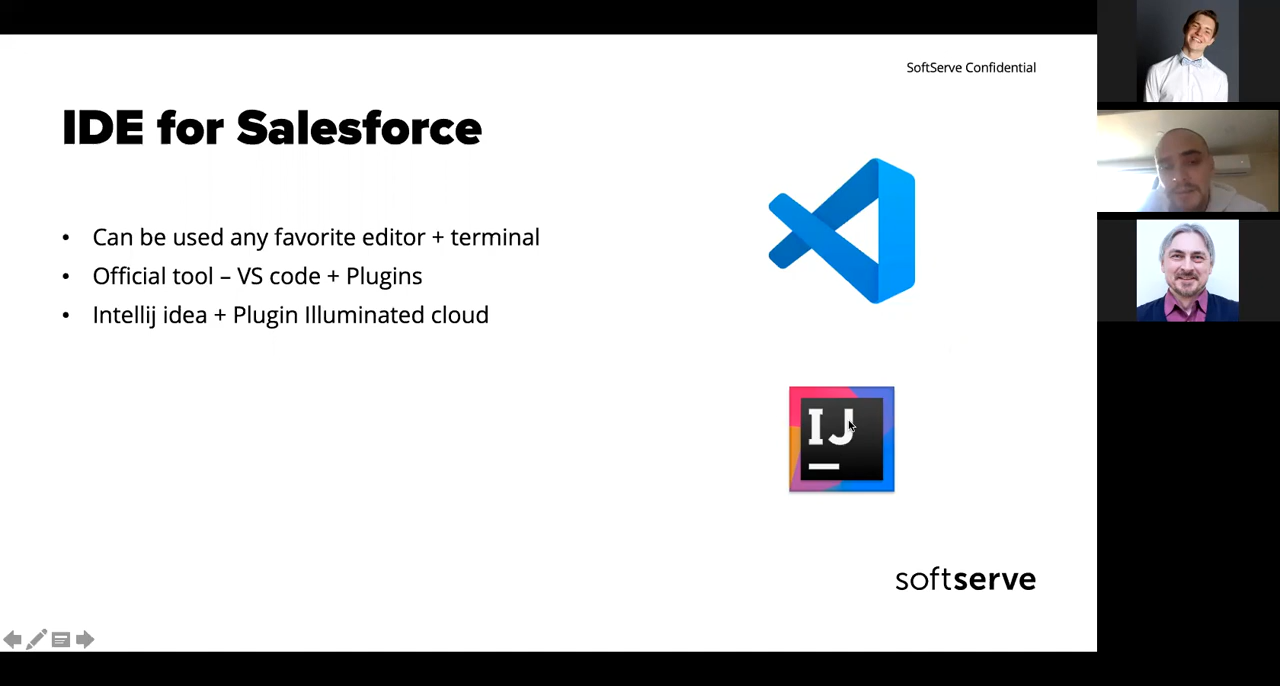 SoftServe Confidential
IDE for Salesforce
• Can be used any favorite editor + terminal
• Official tool – VS code + Plugins
• Intellij idea + Plugin Illuminated cloud
IJ
softserve